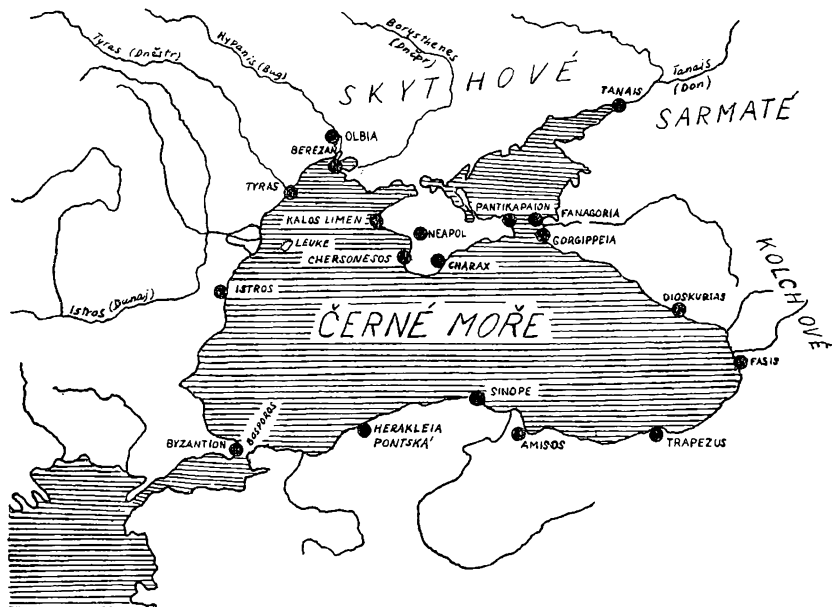 Tyras (Dněstr)
Hypanis (Bug)
Borysthenes
(Dněpr)
SKYTHOVÉ
TANAIS
Tanais
(Don)
SARMATÉ
OLBIA
BEREZAŇ
TYRAS
PANTIKAPAION
FANAGORIA
KALOS LIMEN
NEAPOL
GORGIPPEIA
LEUKE
CHERSONESOS
CHARAX
KOLCHOVÉ
ISTROS
Istros (Dunaj)
DIOSKURIAS
ČERNÉ MOŘE
FASIS
SINOPE
BYZANTION
BOSPOROS
HERAKLEIA
PONTSKÁ
AMISOS
TRAPEZUS